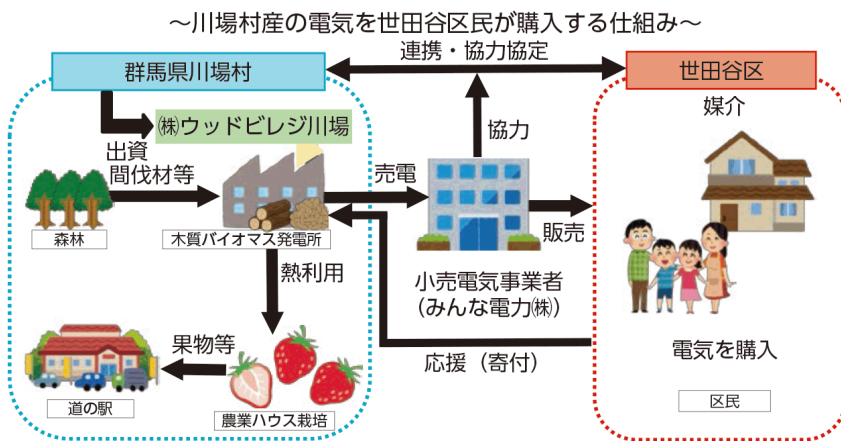 ～川場村産の電気を世田谷区民が購入する仕組み～
群馬県川場村
連携・協力協定
世田谷区
㈱ウッドビレジ川場
出資
間伐材等
森林
木質バイオマス発電所
売電
協力
小売電気事業者
(みんな電力㈱)
販売
媒介
熱利用
果物等
道の駅
農業ハウス栽培
応援（寄付）
電気を購入
区民